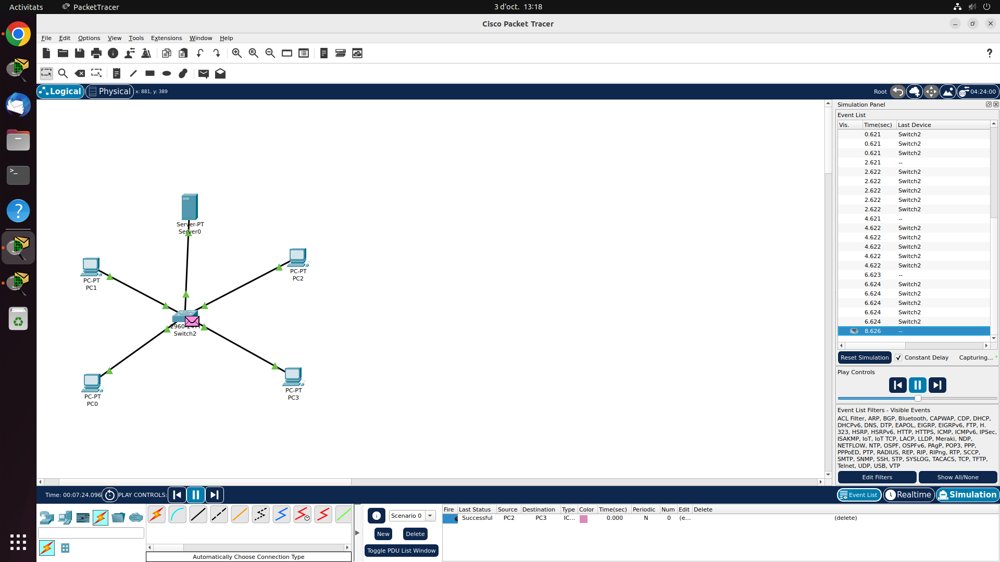 Activitats
PacketTracer
3 d'oct. 13:18
Cisco Packet Tracer
File Edit Options View Tools Extensions Window Help
Logical
Physical
x: 881, y: 389
Root
04:24:00
Server-PT
Server0
PC-PT
PC2
PC-PT
PC1
Switch2
PC-PT
PC3
PC-PT
PC0
Simulation Panel
Event List
Vis. Time(sec) Last Device
0.621 Switch2
0.621 Switch2
0.621 Switch2
2.621 --
2.622 Switch2
2.622 Switch2
2.622 Switch2
2.622 Switch2
2.622 Switch2
4.621 --
4.622 Switch2
4.622 Switch2
4.622 Switch2
4.622 Switch2
4.622 Switch2
6.623 --
6.624 Switch2
6.624 Switch2
6.624 Switch2
6.624 Switch2
6.624 Switch2
8.626 --
Reset Simulation
Constant Delay
Capturing...
Play Controls
Event List Filters - Visible Events
ACL Filter, ARP, BGP, Bluetooth, CAPWAP, CDP, DHCP,
DHCPv6, DNS, DTP, EAPOL, EIGRP, EIGRPv6, FTP, H.
323, HSRP, HSRPv6, HTTP, HTTPS, ICMP, ICMPv6, IPSec,
ISAKMP, IoT, IoT TCP, LACP, LLDP, Meraki, NDP,
NETFLOW, NTP, OSPF, OSPFv6, PAgP, POP3, PPP,
PPPoED, PTP, RADIUS, REP, RIP, RIPng, RTP, SCCP,
SMTP, SNMP, SSH, STP, SYSLOG, TACACS, TCP, TFTP,
Telnet, UDP, USB, VTP
Edit Filters
Show All/None
Time: 00:07:24.096
PLAY CONTROLS:
Event List
Realtime
Simulation
Automatically Choose Connection Type
Scenario 0
New
Delete
Toggle PDU List Window
Fire Last Status Source Destination Type Color Time(sec) Periodic Num Edit Delete
Successful PC2 PC3 IC... 0.000 N 0 (e... (delete)